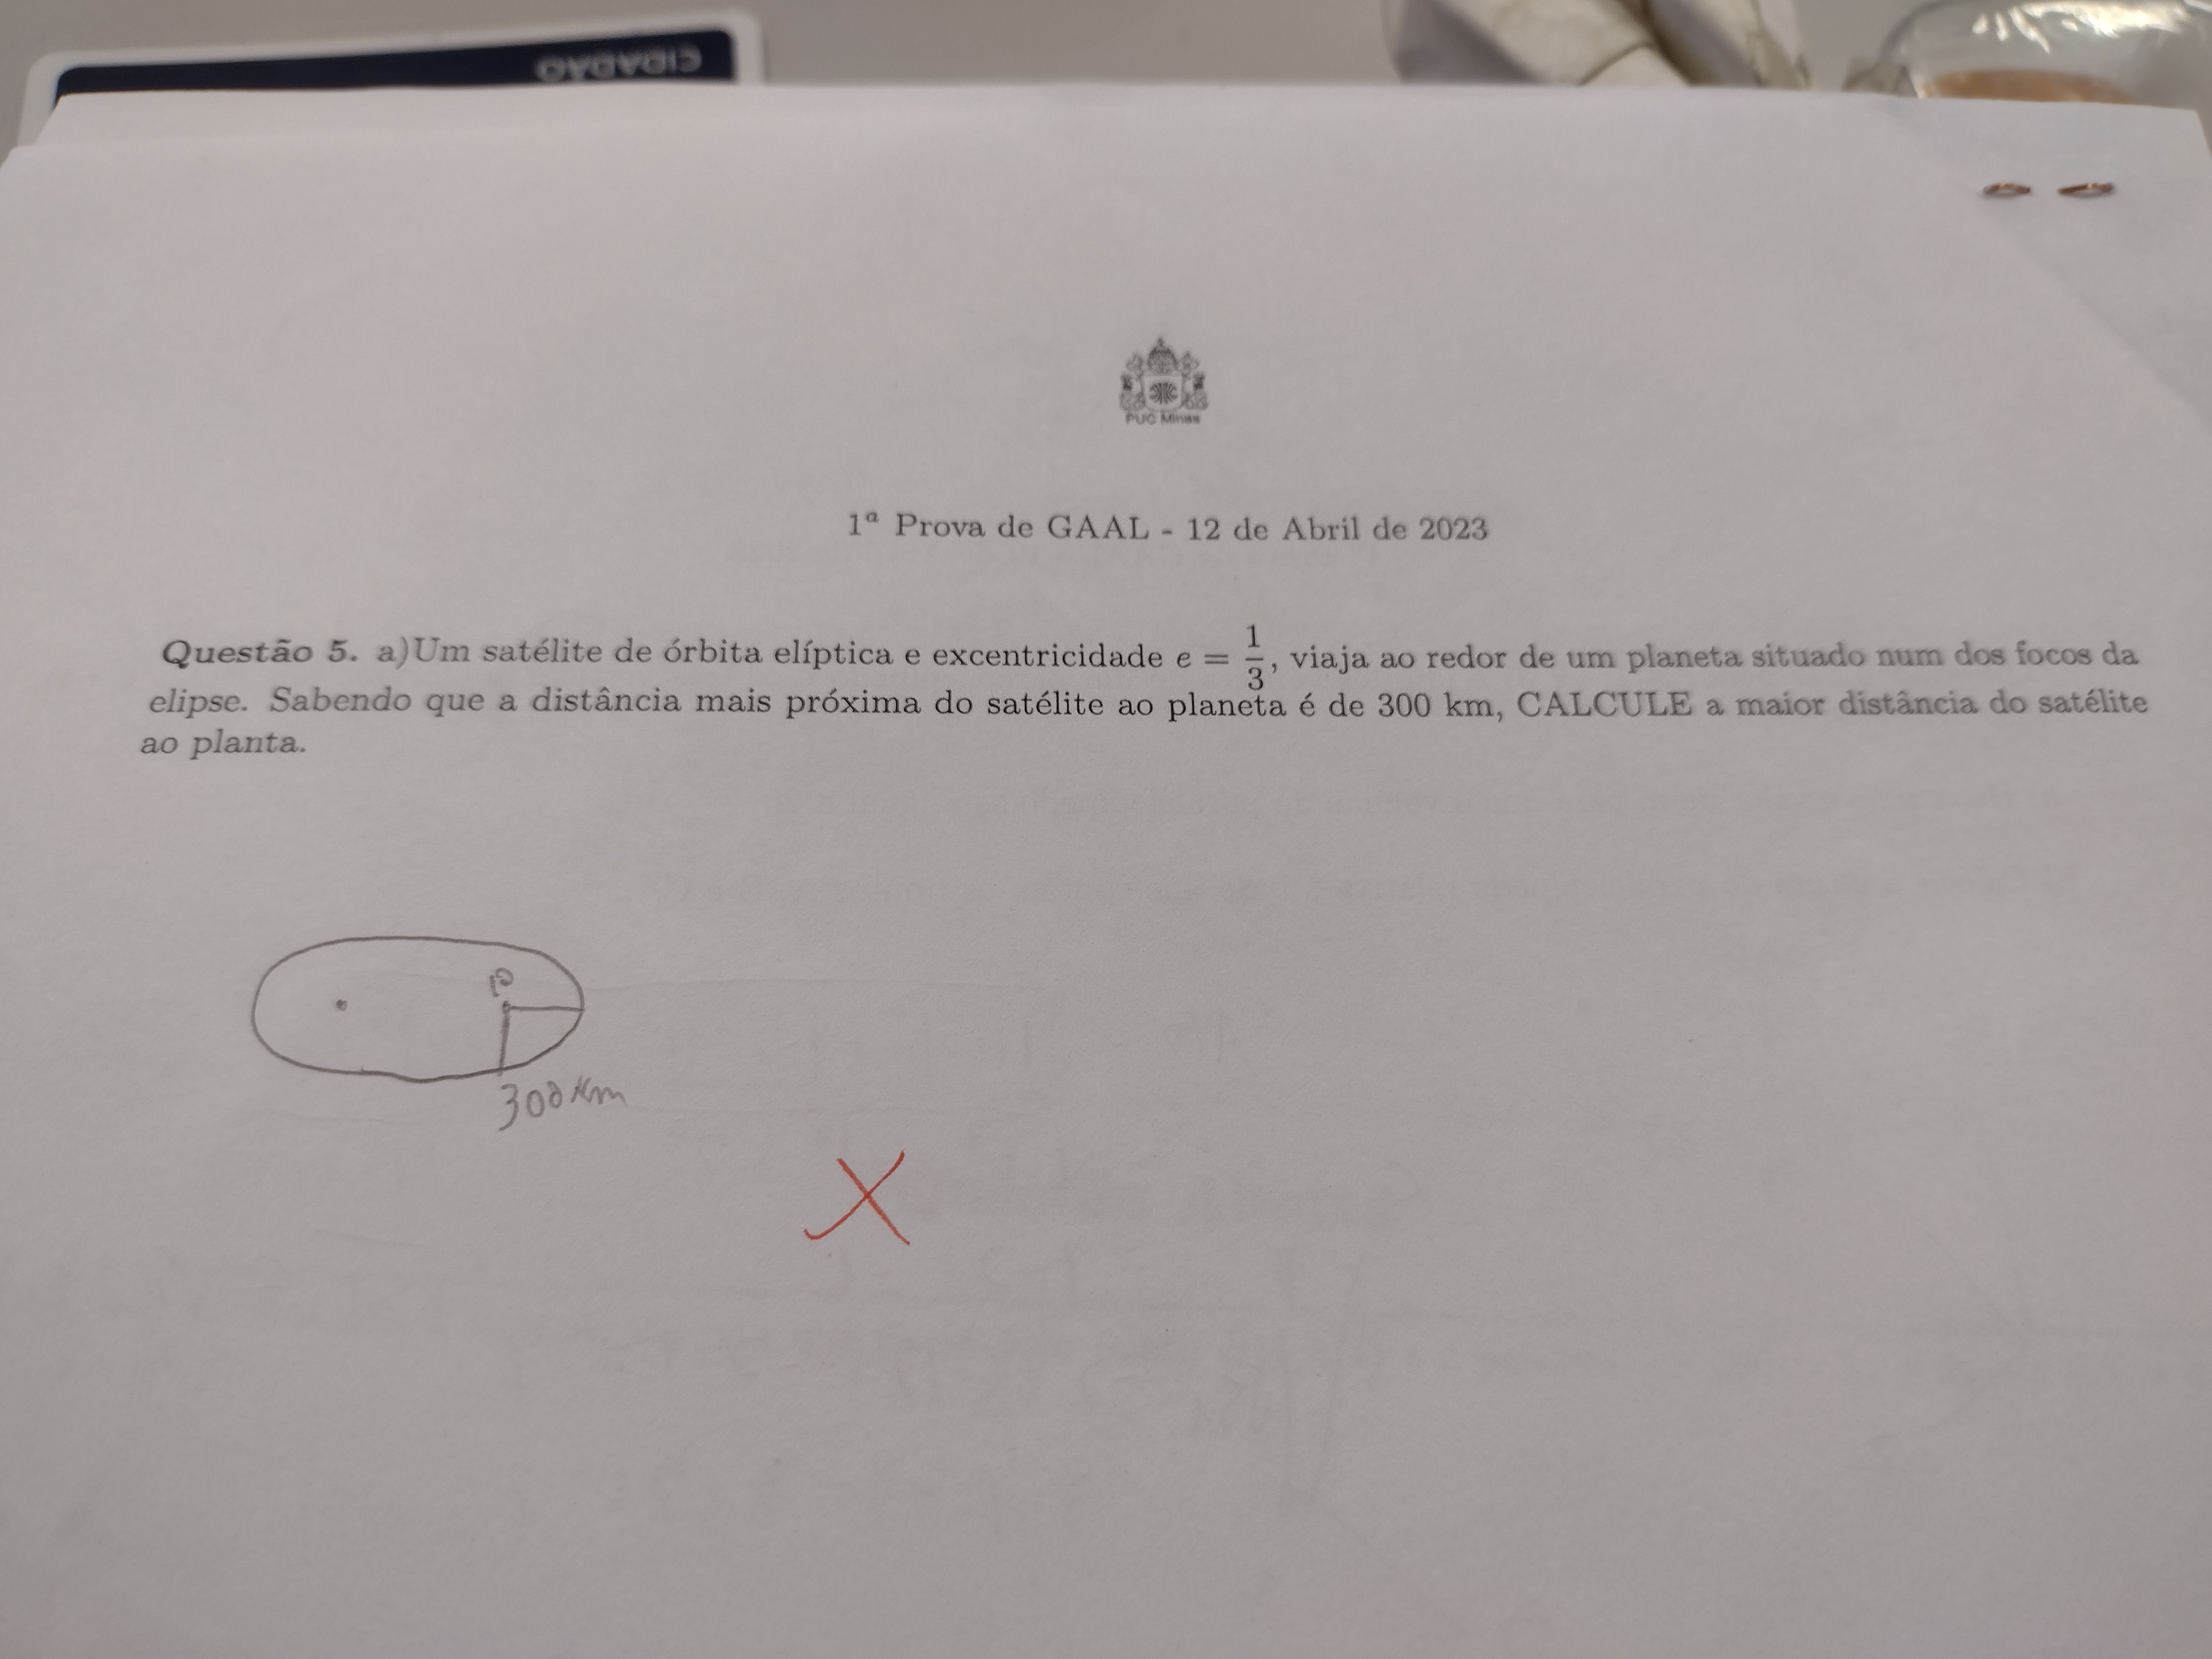 CIDADÃO
PUC Minas
1ª Prova de GAAL - 12 de Abril de 2023
Questão 5. a)Um satélite de órbita elíptica e excentricidade e = 1/3, viaja ao redor de um planeta situado num dos focos da
elipse. Sabendo que a distância mais próxima do satélite ao planeta é de 300 km, CALCULE a maior distância do satélite
ao planta.
P
300 Km